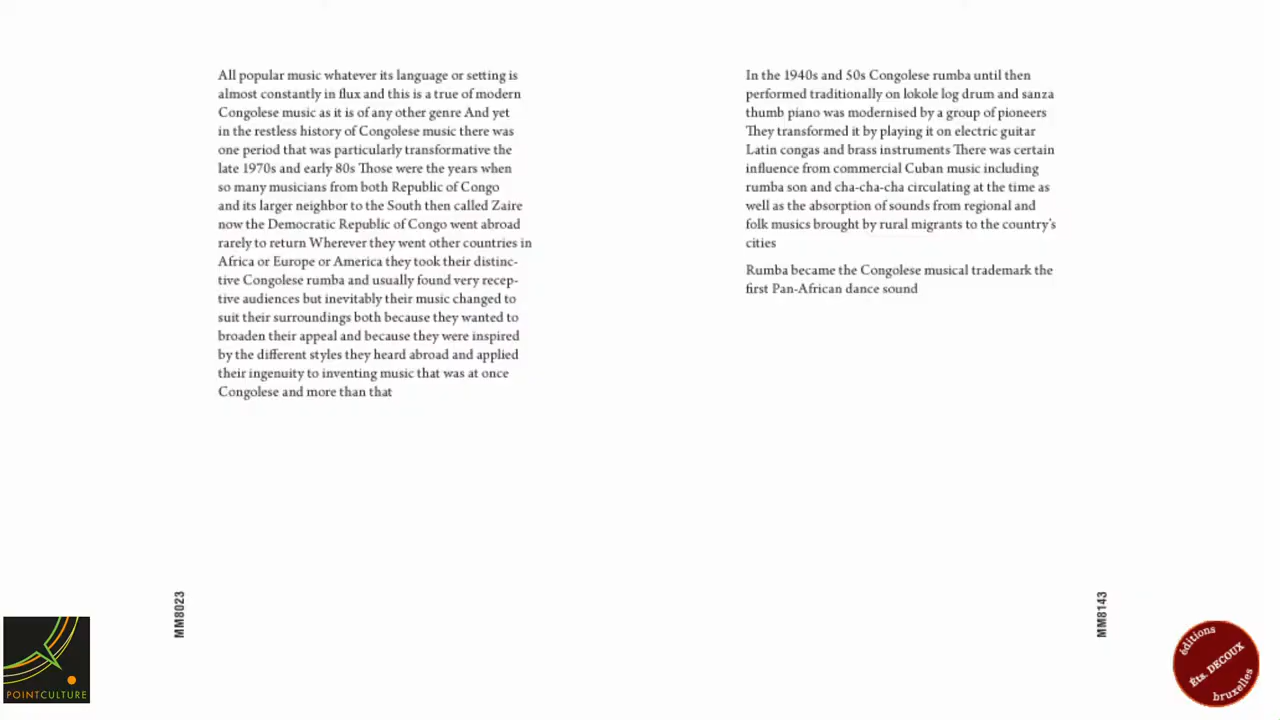 All popular music whatever its language or setting is
almost constantly in flux and this is a true of modern
Congolese music as it is of any other genre And yet
in the restless history of Congolese music there was
one period that was particularly transformative the
late 1970s and early 80s Those were the years when
so many musicians from both Republic of Congo
and its larger neighbor to the South then called Zaire
now the Democratic Republic of Congo went abroad
rarely to return Wherever they went other countries in
Africa or Europe or America they took their distinc-
tive Congolese rumba and usually found very recep-
tive audiences but inevitably their music changed to
suit their surroundings both because they wanted to
broaden their appeal and because they were inspired
by the different styles they heard abroad and applied
their ingenuity to inventing music that was at once
Congolese and more than that
In the 1940s and 50s Congolese rumba until then
performed traditionally on lokole log drum and sanza
thumb piano was modernised by a group of pioneers
They transformed it by playing it on electric guitar
Latin congas and brass instruments There was certain
influence from commercial Cuban music including
rumba son and cha-cha-cha circulating at the time as
well as the absorption of sounds from regional and
folk musics brought by rural migrants to the country's
cities
Rumba became the Congolese musical trademark the
first Pan-African dance sound
MM8023
MM8143
POINTCULTURE
éditions
Éts. DECOUX
bruxelles